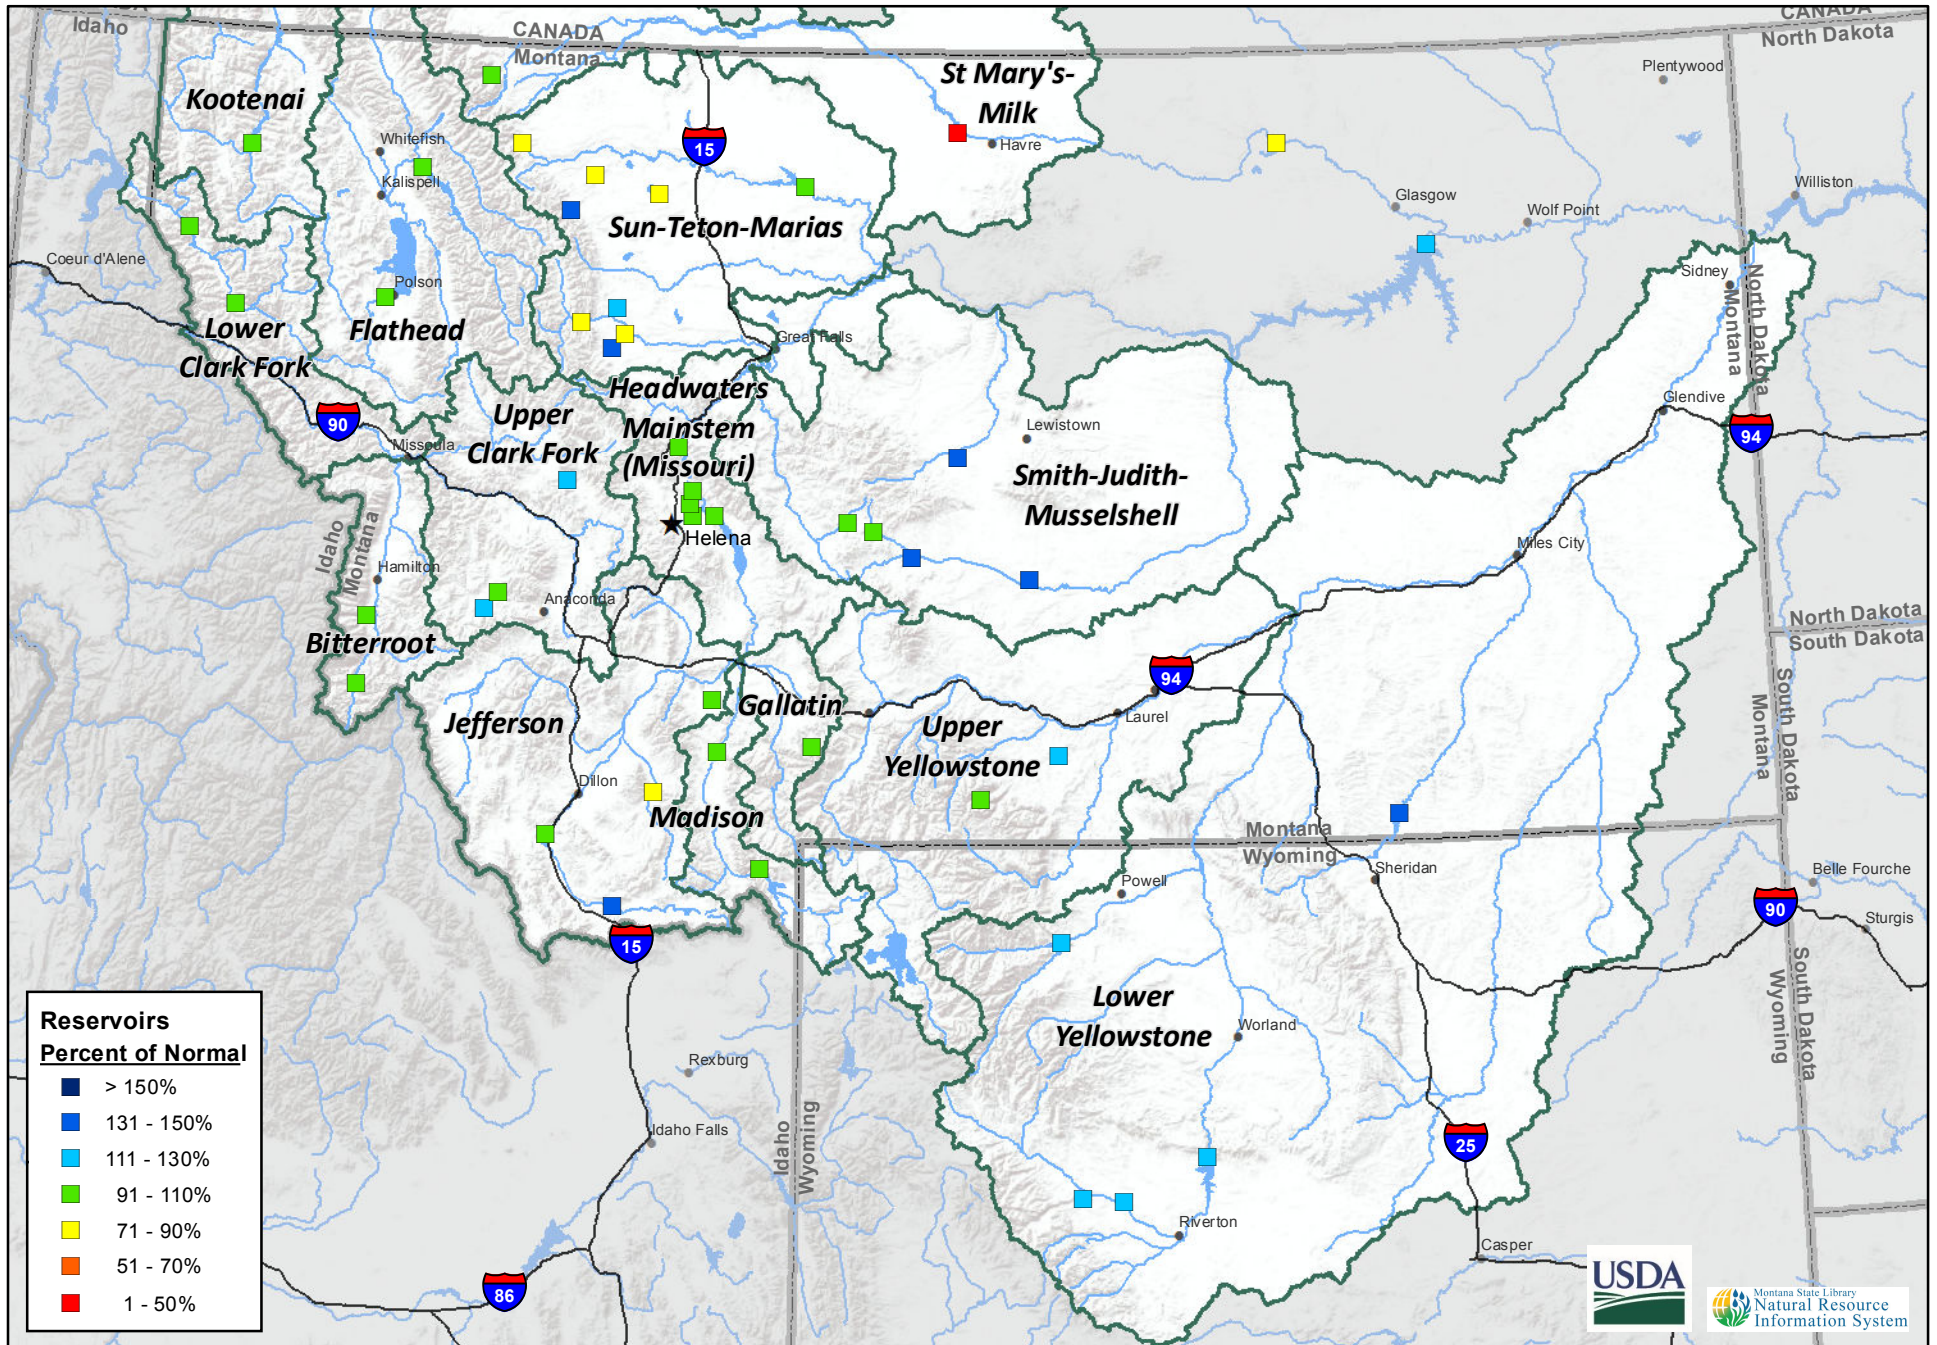 Idaho
CANADA
Montana
CANADA
North Dakota
Kootenai
St Mary's-
Milk
Plentywood
Whitefish
15
Havre
Kalispell
Glasgow
Williston
Wolf Point
Sun-Teton-Marias
Coeur d'Alene
Polson
Sidney
North Dakota
Montana
Lower
Clark Fork
Flathead
Great Falls
Headwaters
Mainstem
(Missouri)
Upper
Clark Fork
90
Missoula
Lewistown
Glendive
94
Smith-Judith-
Musselshell
Helena
Idaho
Montana
Hamilton
Miles City
Anaconda
Bitterroot
North Dakota
South Dakota
94
Gallatin
Jefferson
Laurel
Upper
Yellowstone
South Dakota
Montana
Dillon
Madison
Montana
Wyoming
Sheridan
Powell
Belle Fourche
90
Sturgis
15
Lower
Yellowstone
Worland
South Dakota
Wyoming
Reservoirs
Percent of Normal
> 150%
131 - 150%
111 - 130%
91 - 110%
71 - 90%
51 - 70%
1 - 50%
Rexburg
Idaho Falls
Idaho
Wyoming
25
Riverton
Casper
86
USDA
Montana State Library
Natural Resource
Information System